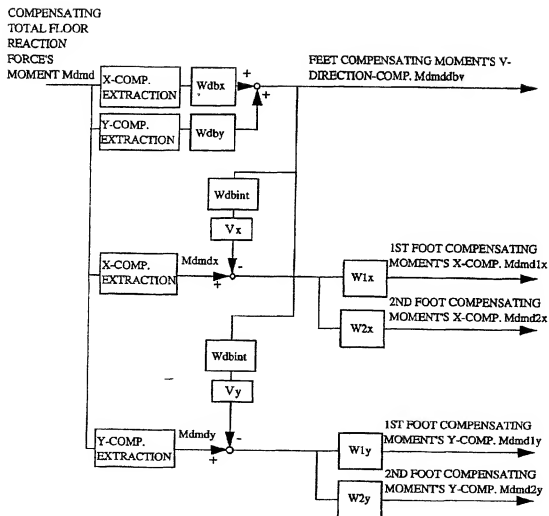 COMPENSATING
TOTAL FLOOR
REACTION
FORCE'S
MOMENT Mdmd
X-COMP.
EXTRACTION
Wdbx
+
+
FEET COMPENSATING MOMENT'S V-
DIRECTION-COMP. Mdmddbv
Y-COMP.
EXTRACTION
Wdby
Wdbint
Vx
X-COMP.
EXTRACTION
Mdmdx
+
-
W1x
1ST FOOT COMPENSATING
MOMENT'S X-COMP. Mdmd1x
W2x
2ND FOOT COMPENSATING
MOMENT'S X-COMP. Mdmd2x
Wdbint
Vy
Y-COMP.
EXTRACTION
Mdmdy
+
-
W1y
1ST FOOT COMPENSATING
MOMENT'S Y-COMP. Mdmd1y
W2y
2ND FOOT COMPENSATING
MOMENT'S Y-COMP. Mdmd2y